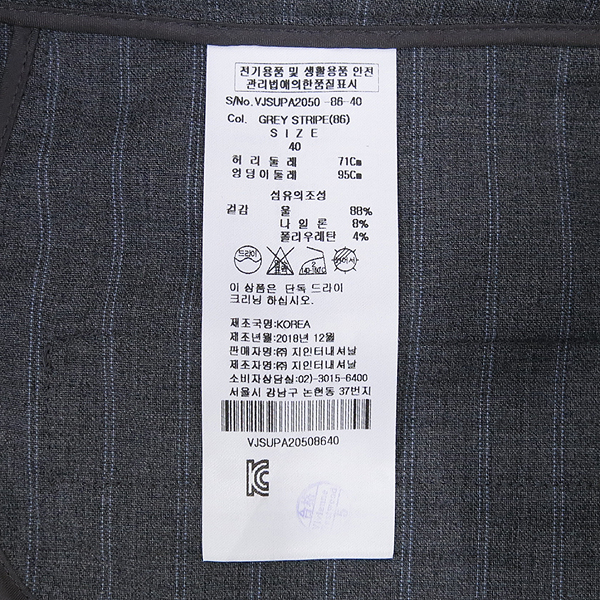 전기용품 및 생활용품 안전
관리법에의한품질표시
S/No. VJSUPA2050 -86-40
Col. GREY STRIPE(86)
SIZE
40
허리둘레 71Cm
엉덩이둘레 95Cm
섬유의조성
겉감 울 88%
나일론 8%
폴리우레탄 4%
드라이
이 상품은 단독 드라이
크리닝 하십시오.
제조국명:KOREA
제조년월:2018년 12월
판매자명:㈜ 지인터내셔날
제조자명:㈜ 지인터내셔날
소비자상담실:02)-3015-6400
서울시 강남구 논현동 37번지
VJSUPA20508640